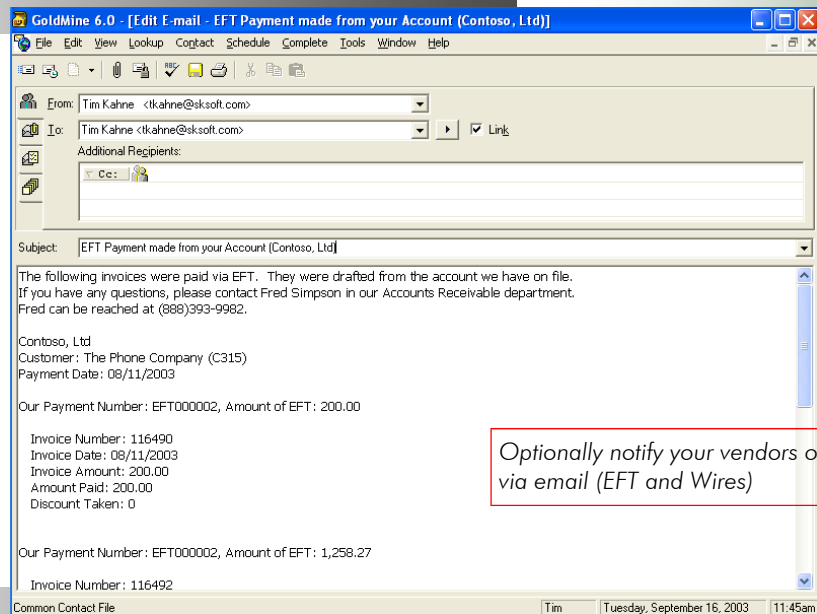 GoldMine 6.0 - [Edit E-mail - EFT Payment made from your Account (Contoso, Ltd)]
File Edit View Lookup Contact Schedule Complete Tools Window Help
ABC
From: Tim Kahne <tkahne@sksoft.com>
To: Tim Kahne <tkahne@sksoft.com> Link
Additional Recipients:
Cc:
Subject: EFT Payment made from your Account (Contoso, Ltd)
The following invoices were paid via EFT. They were drafted from the account we have on file.
If you have any questions, please contact Fred Simpson in our Accounts Receivable department.
Fred can be reached at (888)393-9982.
Contoso, Ltd
Customer: The Phone Company (C315)
Payment Date: 08/11/2003
Our Payment Number: EFT000002, Amount of EFT: 200.00
Invoice Number: 116490
Invoice Date: 08/11/2003
Invoice Amount: 200.00
Amount Paid: 200.00
Discount Taken: 0
Optionally notify your vendors
via email (EFT and Wires)
Our Payment Number: EFT000002, Amount of EFT: 1,258.27
Invoice Number: 116492
Common Contact File Tim Tuesday, September 16, 2003 11:45am